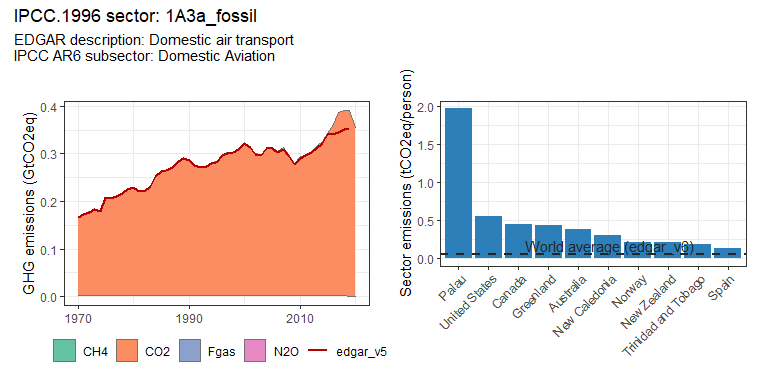 IPCC.1996 sector: 1A3a_fossil
EDGAR description: Domestic air transport
IPCC AR6 subsector: Domestic Aviation
GHG emissions (GtCO2eq)
0.4
0.3
0.2
0.1
0.0
1970
1990
2010
CH4
CO2
Fgas
N2O
edgar_v5
Sector emissions (tCO2eq/person)
2.0
1.5
1.0
0.5
0.0
World average (edgar_v6)
Palau
United States
Canada
Greenland
Australia
New Caledonia
Norway
New Zealand
Trinidad and Tobago
Spain